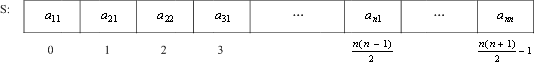 S: a₁₁ a₂₁ a₂₂ a₃₁ ... aₙ₁ ... aₙₙ
0 1 2 3 n(n−1)/2 n(n+1)/2−1